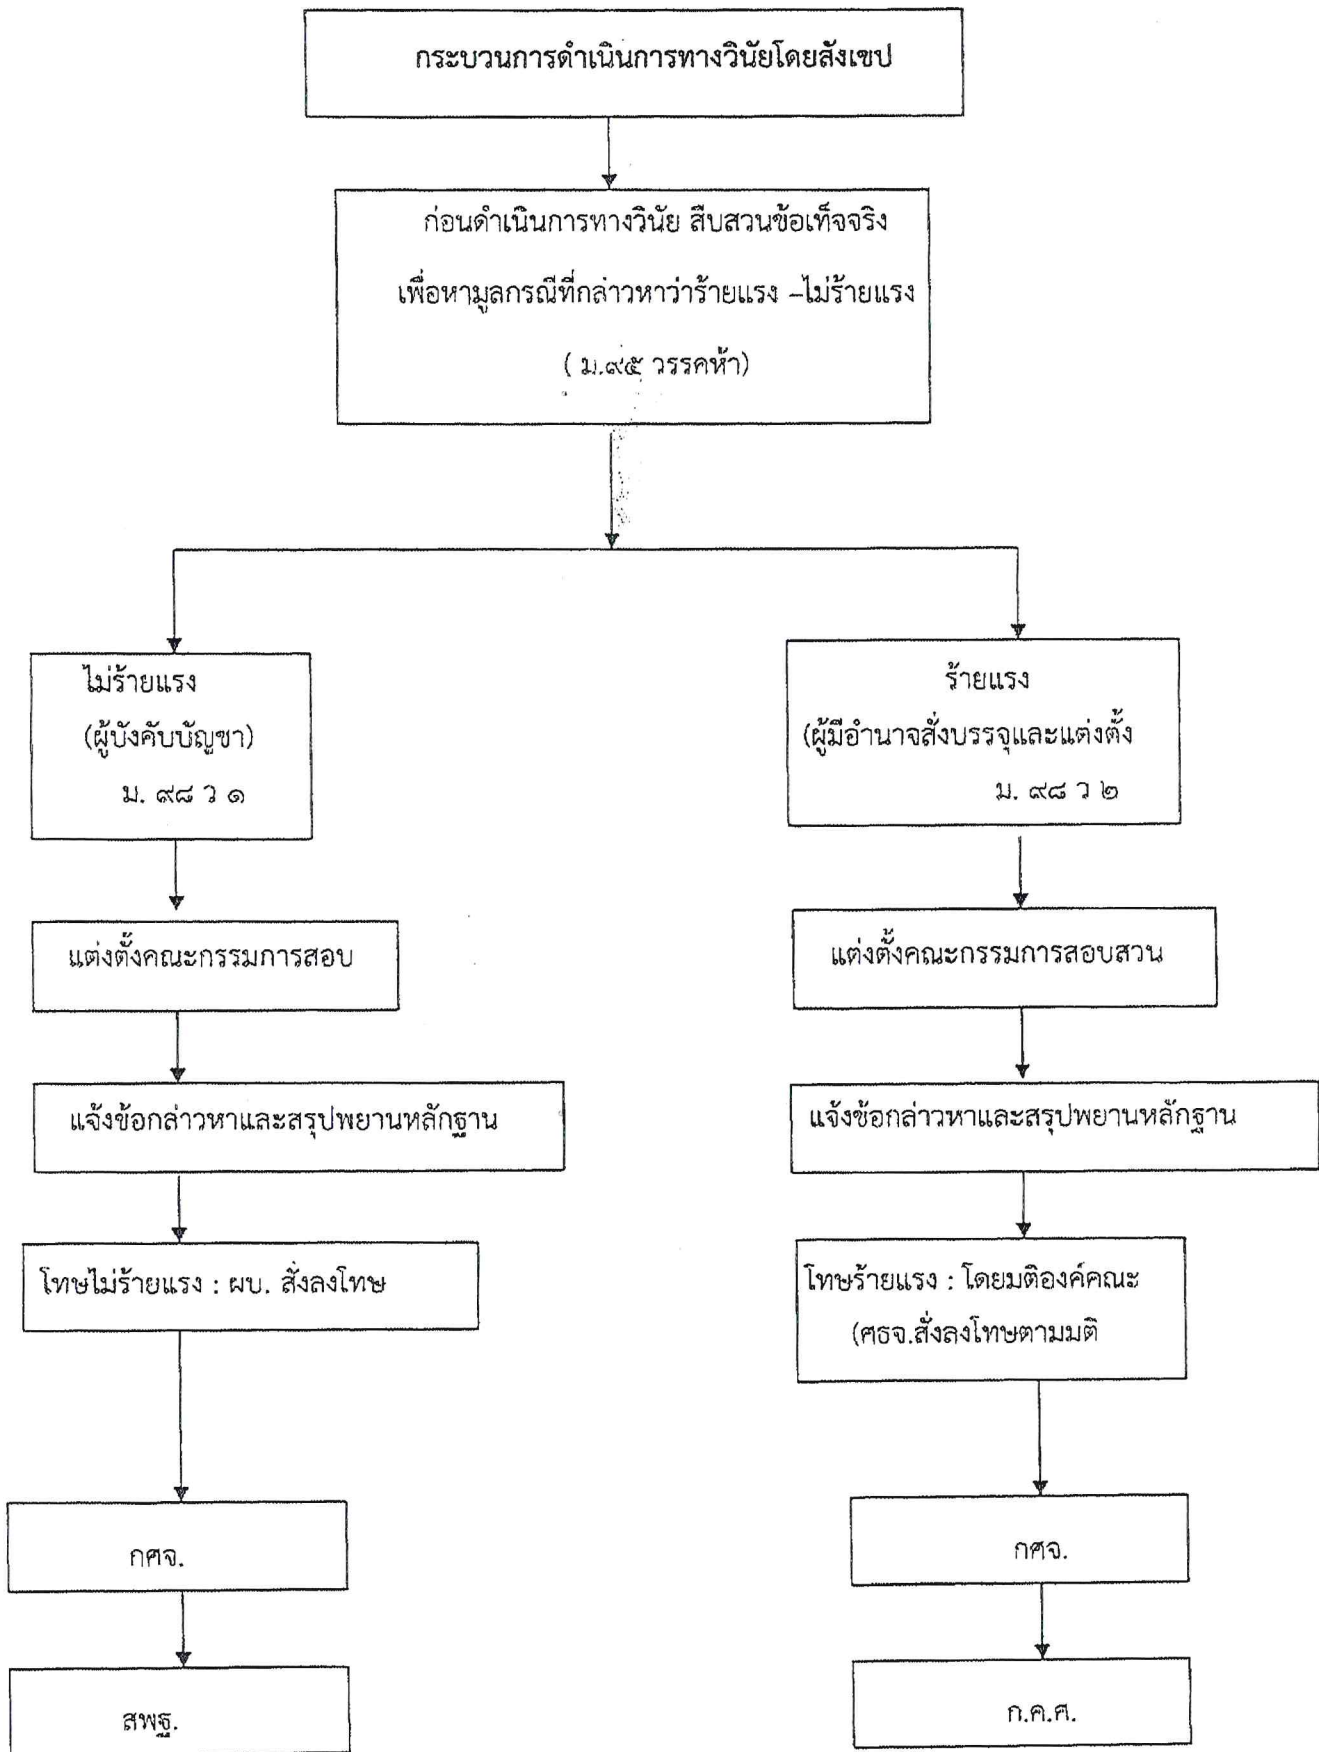 กระบวนการดำเนินการทางวินัยโดยสังเขป
ก่อนดำเนินการทางวินัย สืบสวนข้อเท็จจริง
เพื่อหามูลกรณีที่กล่าวหาว่าร้ายแรง –ไม่ร้ายแรง
( ม.๙๕ วรรคห้า)
ไม่ร้ายแรง
(ผู้บังคับบัญชา)
ม. ๙๘ ว ๑
แต่งตั้งคณะกรรมการสอบ
แจ้งข้อกล่าวหาและสรุปพยานหลักฐาน
โทษไม่ร้ายแรง : ผบ. สั่งลงโทษ
กศจ.
สพฐ.
ร้ายแรง
(ผู้มีอำนาจสั่งบรรจุและแต่งตั้ง
ม. ๙๘ ว ๒
แต่งตั้งคณะกรรมการสอบสวน
แจ้งข้อกล่าวหาและสรุปพยานหลักฐาน
โทษร้ายแรง : โดยมติองค์คณะ
(ศธจ.สั่งลงโทษตามมติ
กศจ.
ก.ค.ศ.